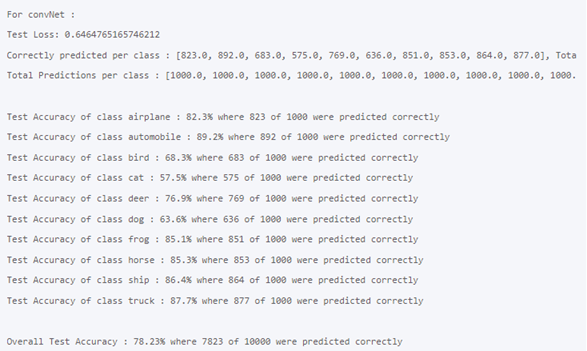 For convNet :
Test Loss: 0.6464765165746212
Correctly predicted per class : [823.0, 892.0, 683.0, 575.0, 769.0, 636.0, 851.0, 853.0, 864.0, 877.0], Tota
Total Predictions per class : [1000.0, 1000.0, 1000.0, 1000.0, 1000.0, 1000.0, 1000.0, 1000.0, 1000.0, 1000.
Test Accuracy of class airplane : 82.3% where 823 of 1000 were predicted correctly
Test Accuracy of class automobile : 89.2% where 892 of 1000 were predicted correctly
Test Accuracy of class bird : 68.3% where 683 of 1000 were predicted correctly
Test Accuracy of class cat : 57.5% where 575 of 1000 were predicted correctly
Test Accuracy of class deer : 76.9% where 769 of 1000 were predicted correctly
Test Accuracy of class dog : 63.6% where 636 of 1000 were predicted correctly
Test Accuracy of class frog : 85.1% where 851 of 1000 were predicted correctly
Test Accuracy of class horse : 85.3% where 853 of 1000 were predicted correctly
Test Accuracy of class ship : 86.4% where 864 of 1000 were predicted correctly
Test Accuracy of class truck : 87.7% where 877 of 1000 were predicted correctly
Overall Test Accuracy : 78.23% where 7823 of 10000 were predicted correctly